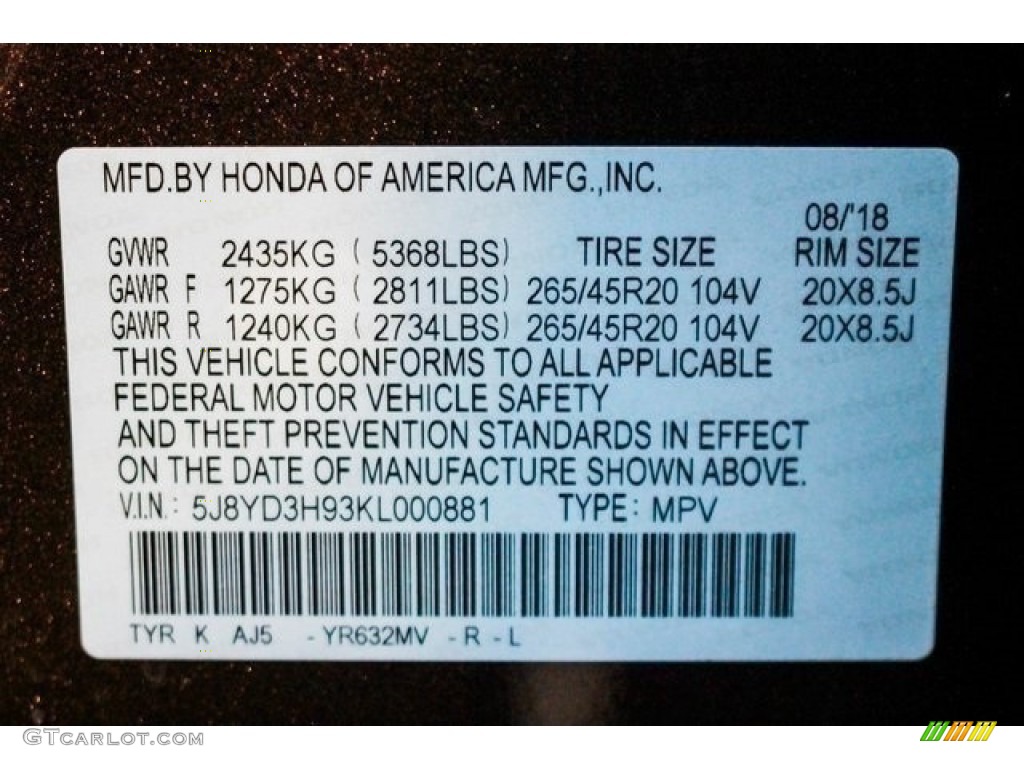 MFD.BY HONDA OF AMERICA MFG.,INC.
08/'18
GVWR 2435KG ( 5368LBS) TIRE SIZE RIM SIZE
GAWR F 1275KG ( 2811LBS) 265/45R20 104V 20X8.5J
GAWR R 1240KG ( 2734LBS) 265/45R20 104V 20X8.5J
THIS VEHICLE CONFORMS TO ALL APPLICABLE
FEDERAL MOTOR VEHICLE SAFETY
AND THEFT PREVENTION STANDARDS IN EFFECT
ON THE DATE OF MANUFACTURE SHOWN ABOVE.
V.I.N.: 5J8YD3H93KL000881 TYPE: MPV
TYR K AJ5 - YR632MV - R - L
GTCARLOT.COM